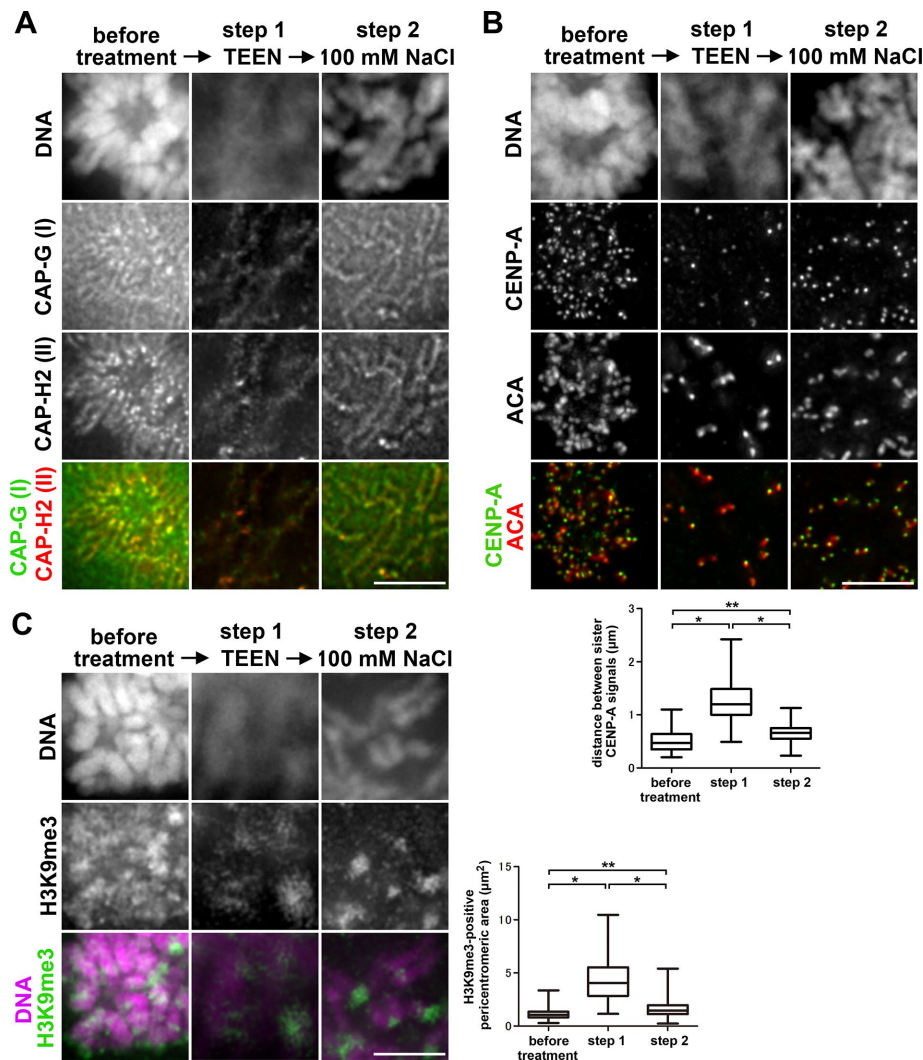 A
before
treatment → step 1
TEEN → step 2
100 mM NaCl
DNA
CAP-G (I)
CAP-H2 (II)
CAP-G (I)
CAP-H2 (II)
B
before
treatment → step 1
TEEN → step 2
100 mM NaCl
DNA
CENP-A
ACA
CENP-A
ACA
distance between sister
CENP-A signals (µm)
3
2
1
0
**
*
*
before
treatment
step 1
step 2
C
before
treatment → step 1
TEEN → step 2
100 mM NaCl
DNA
H3K9me3
DNA
H3K9me3
H3K9me3-positive
pericentromeric area (µm²)
15
10
5
0
**
*
*
before
treatment
step 1
step 2